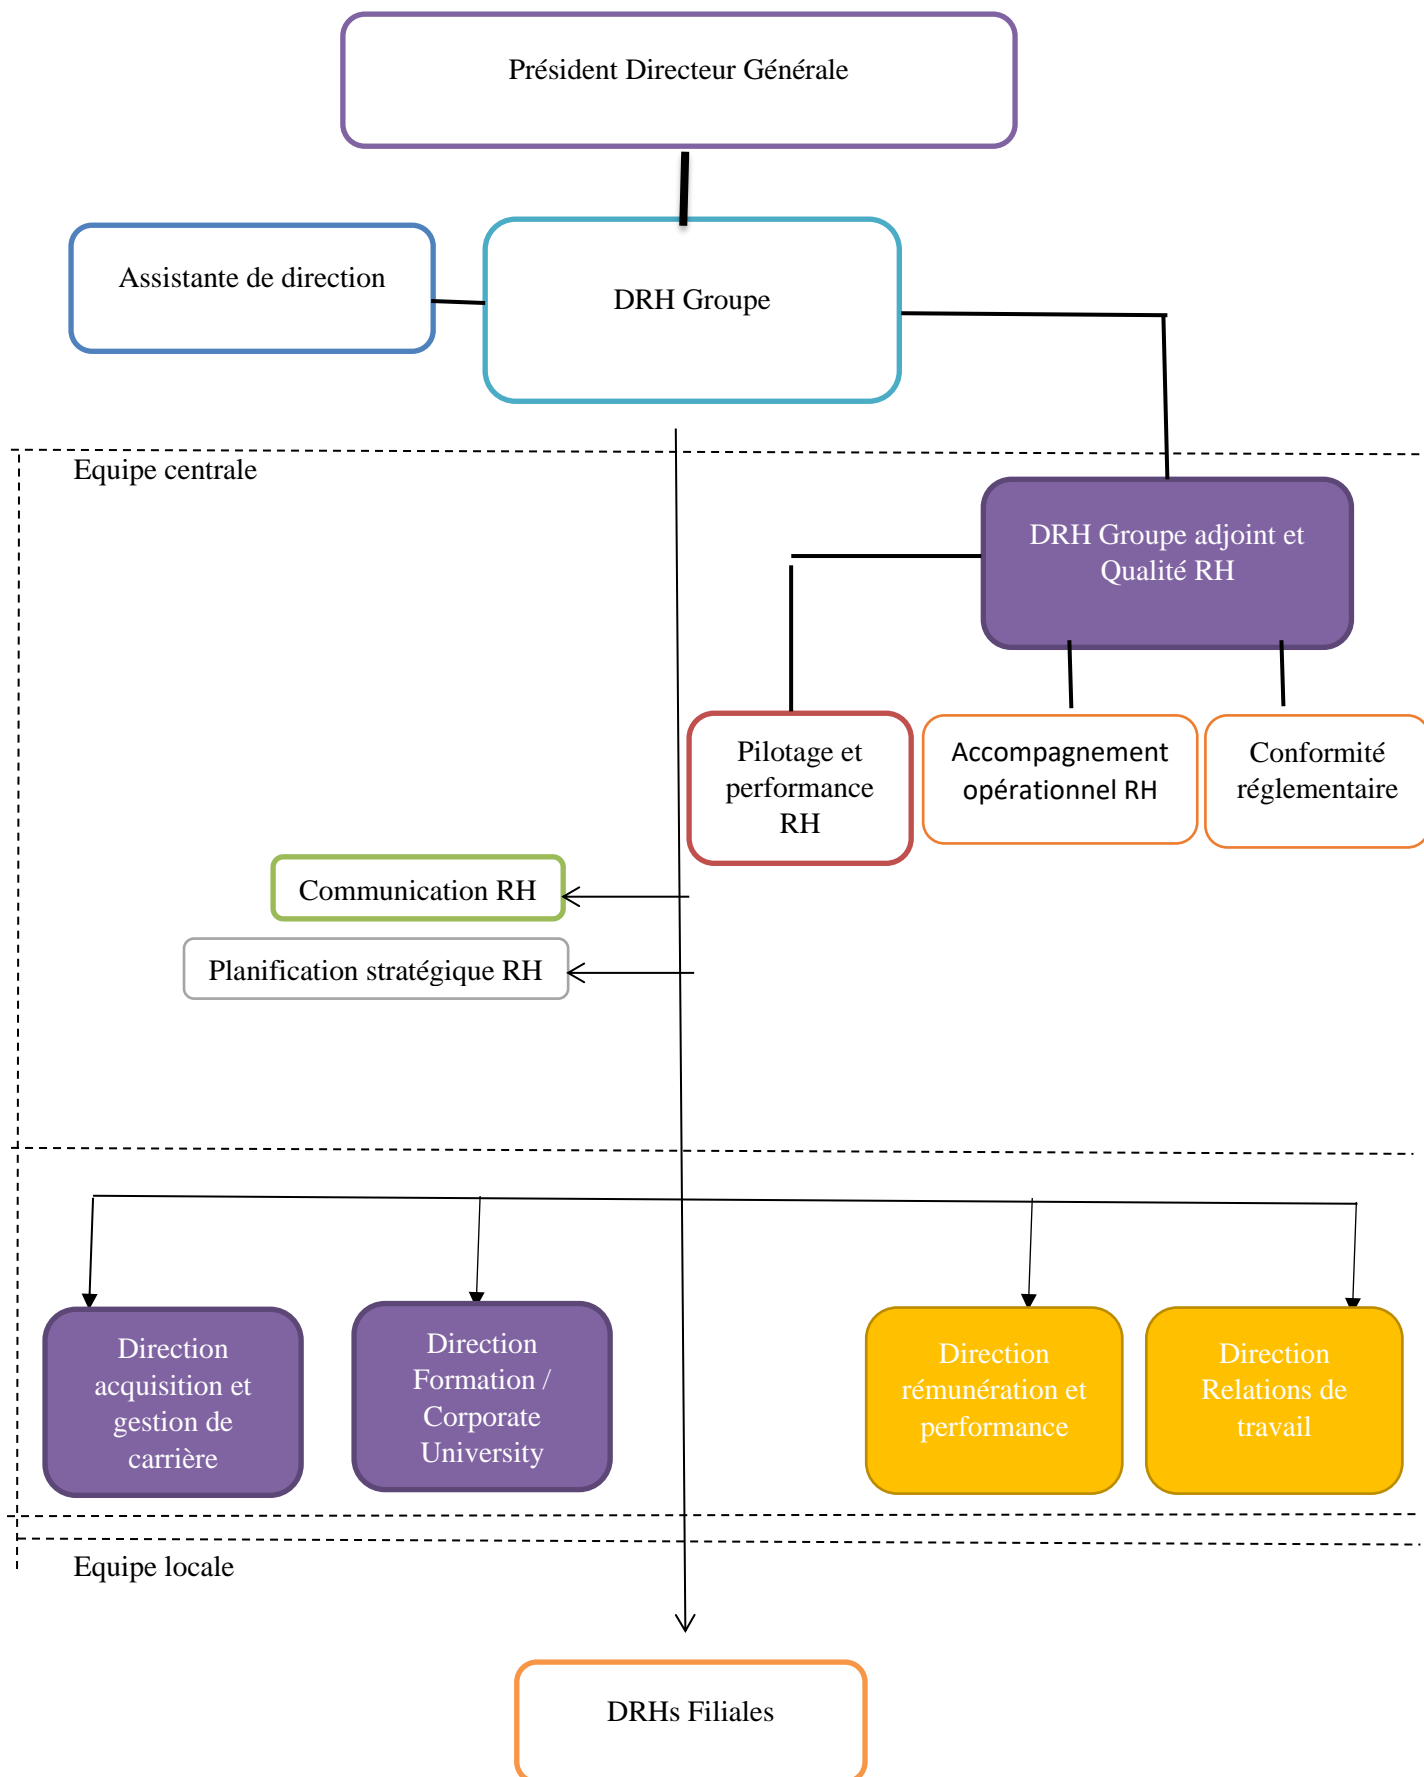 Président Directeur Générale
Assistante de direction
DRH Groupe
Equipe centrale
DRH Groupe adjoint et
Qualité RH
Pilotage et
performance
RH
Accompagnement
opérationnel RH
Conformité
réglementaire
Communication RH
Planification stratégique RH
Direction
acquisition et
gestion de
carrière
Direction
Formation /
Corporate
University
Direction
rémunération et
performance
Direction
Relations de
travail
Equipe locale
DRHs Filiales